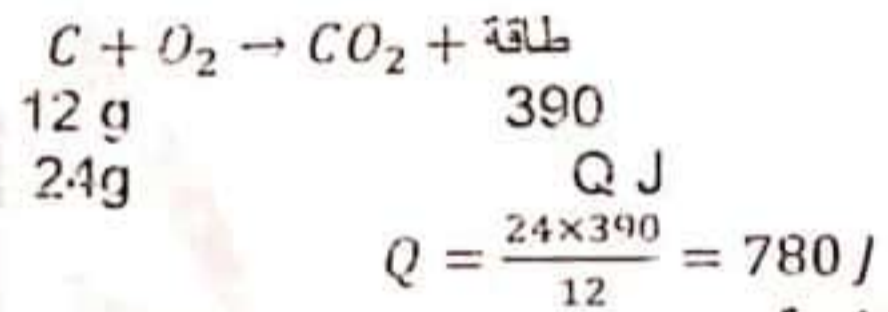 C + O₂ → CO₂ + طاقة
12 g 390
24g Q J
Q = 24×390 / 12 = 780 J